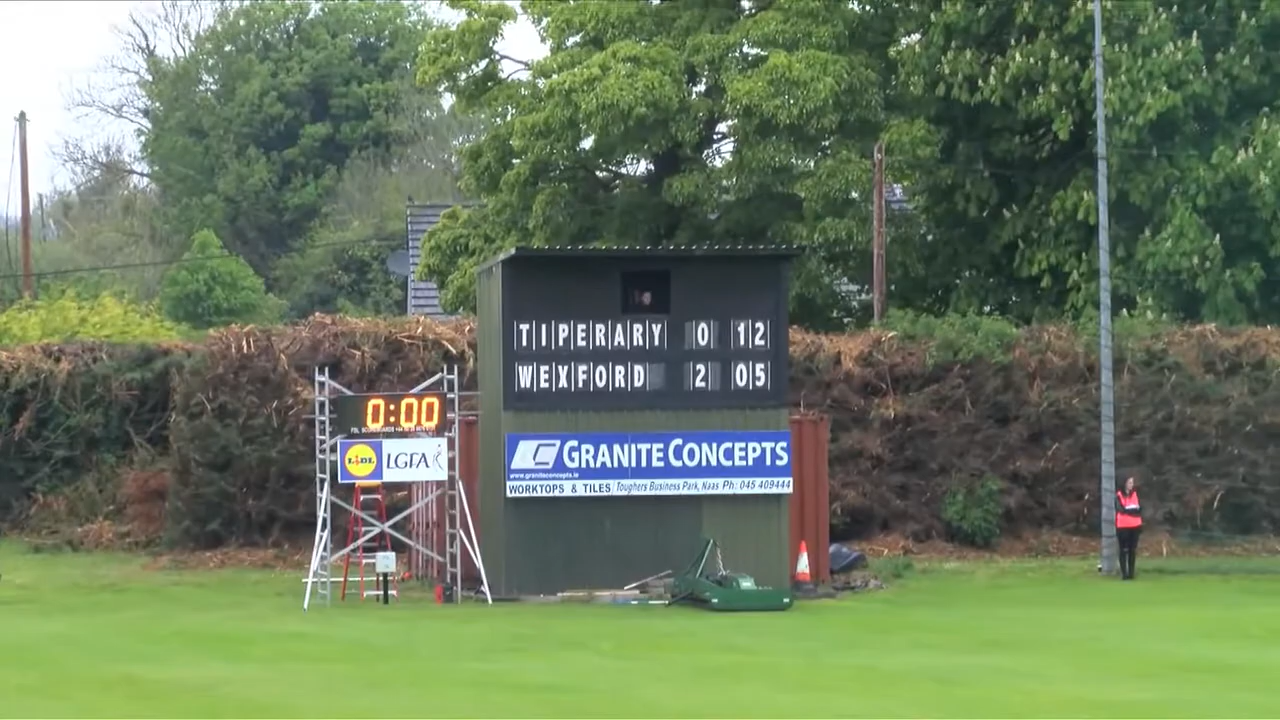 TIPERARY 0 12
WEXFORD 2 05
0:00
LiDL LGFA
GRANITE CONCEPTS
www.graniteconcepts.ie
WORKTOPS & TILES Toughers Business Park, Naas Ph: 045 409444